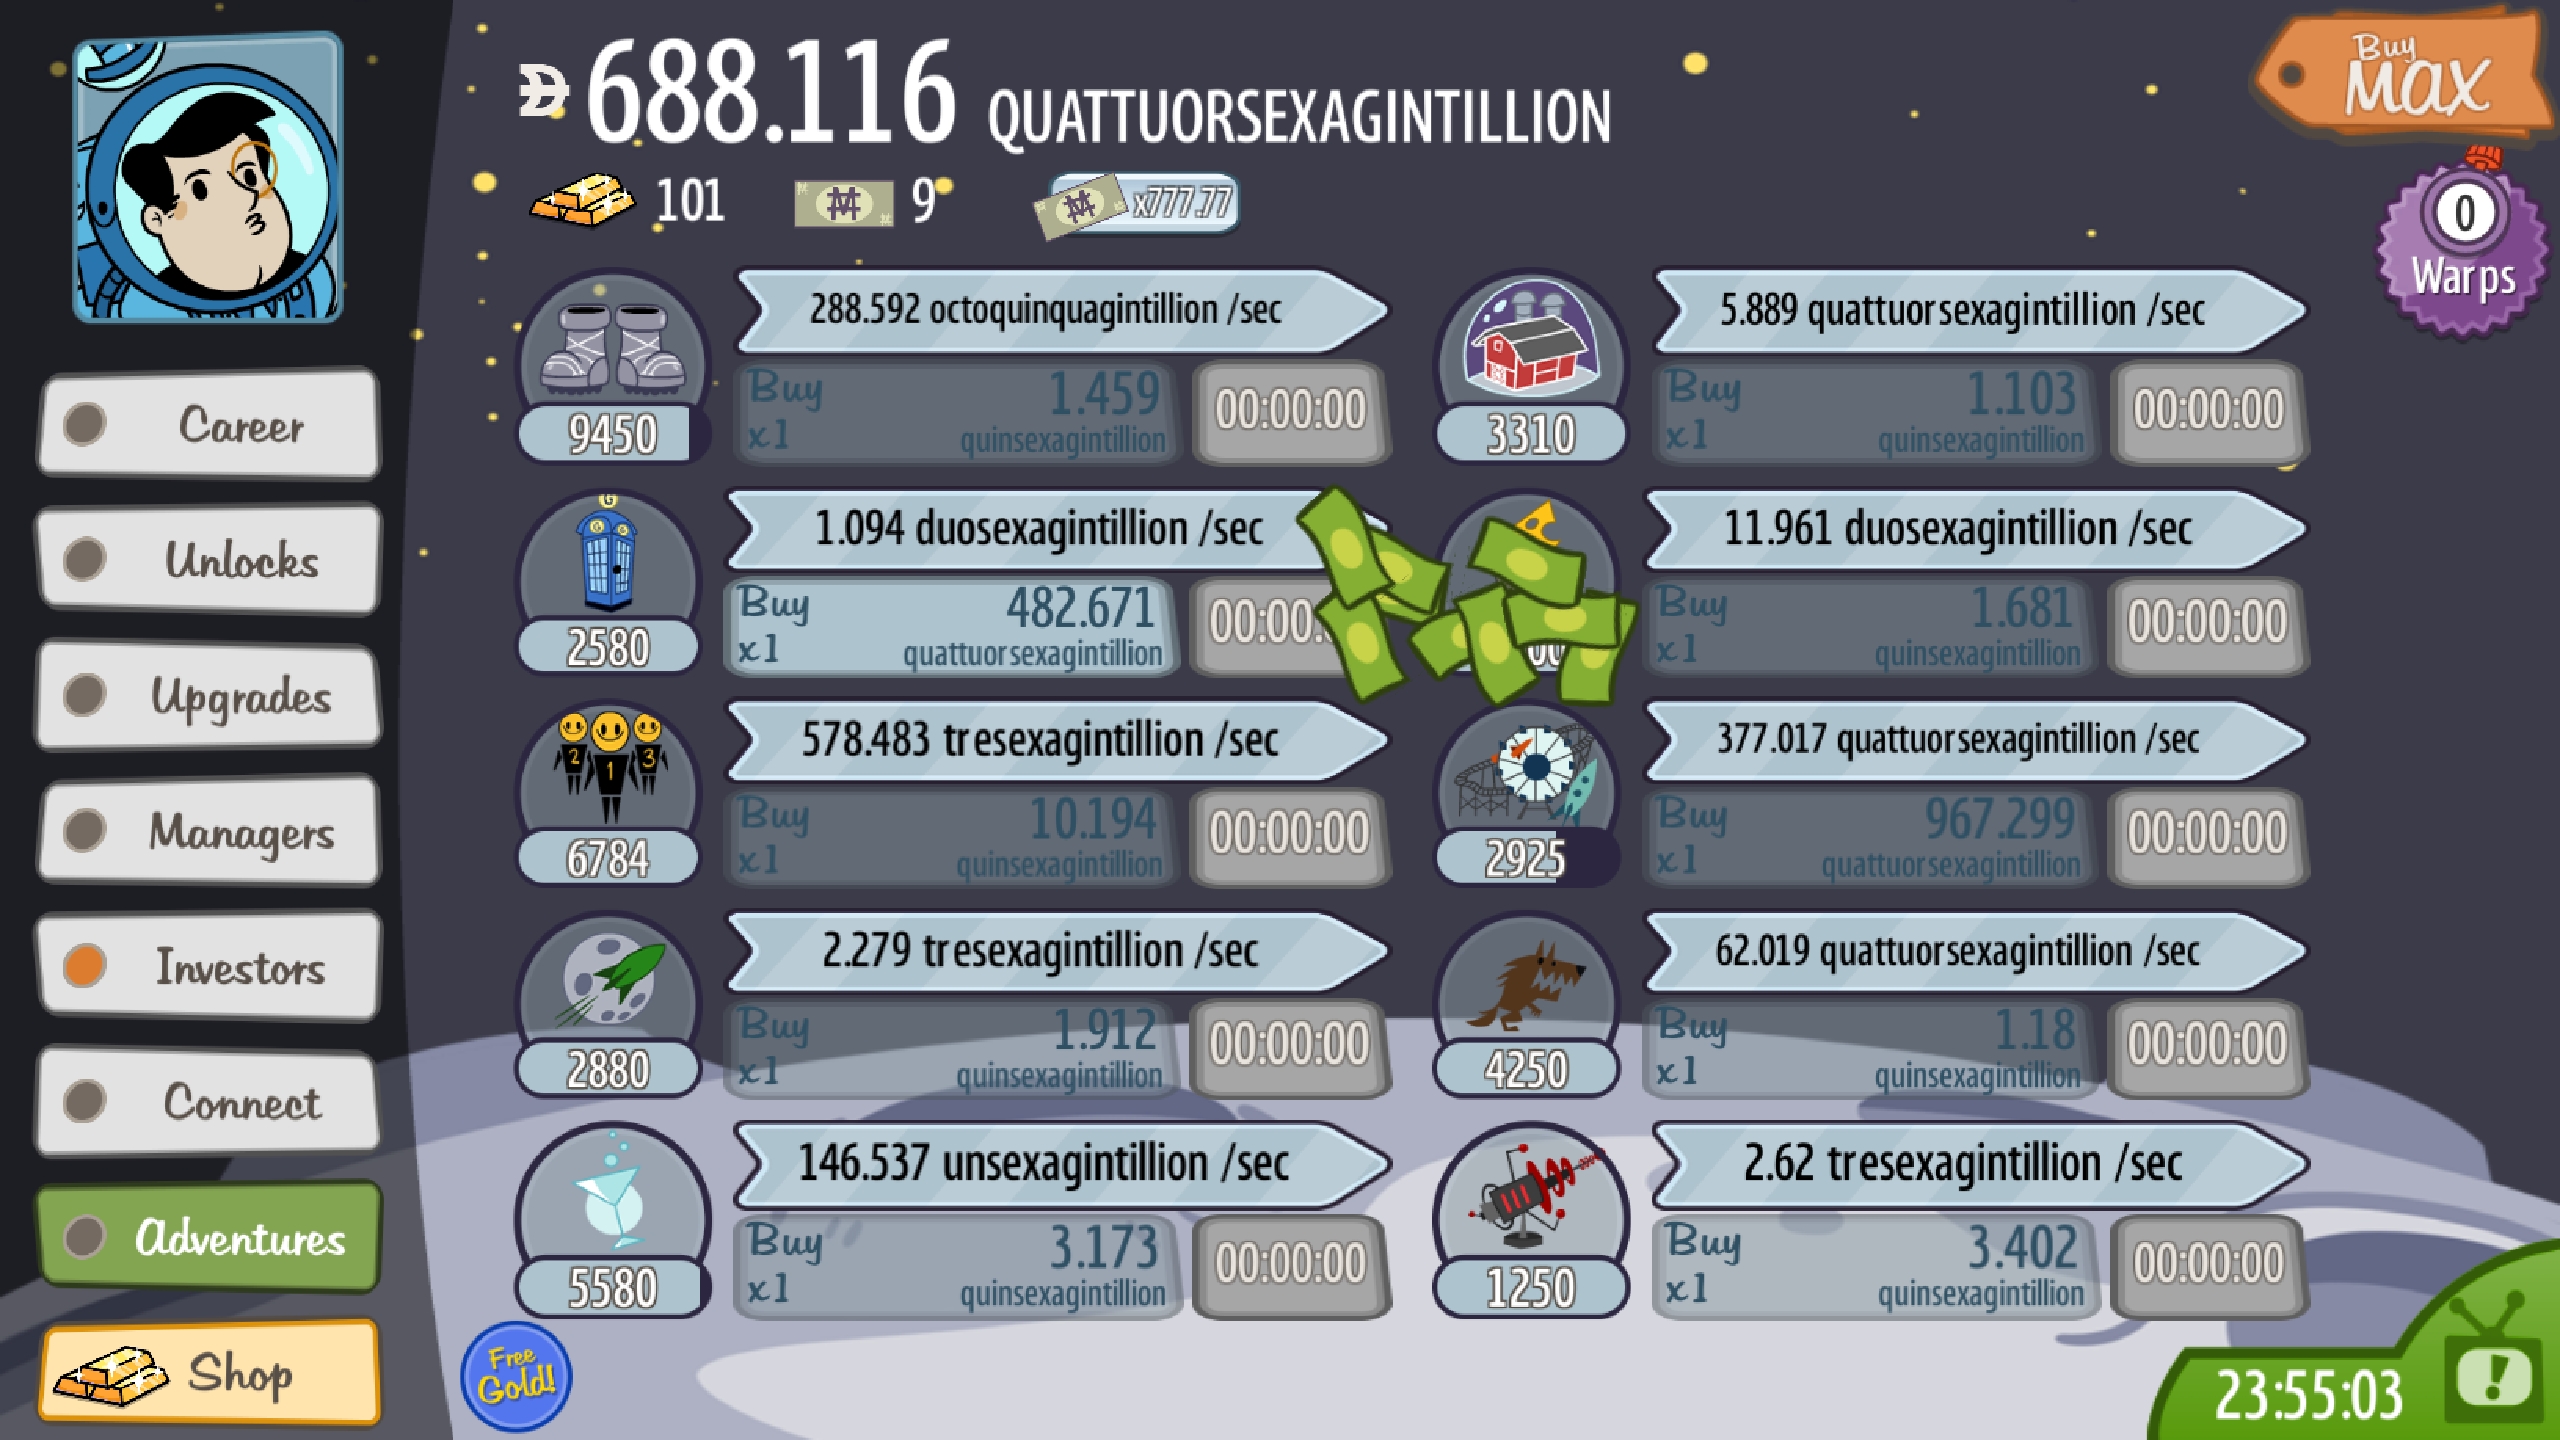 688.116 QUATTUORSEXAGINTILLION
Buy
MAX
101
9
x777.77
0
Warps
Career
Unlocks
Upgrades
Managers
Investors
Connect
Adventures
Shop
288.592 octoquinquagintillion /sec
9450
Buy
x1
1.459
quinsexagintillion
00:00:00
5.889 quattuorsexagintillion /sec
3310
Buy
x1
1.103
quinsexagintillion
00:00:00
1.094 duosexagintillion /sec
2580
Buy
x1
482.671
quattuorsexagintillion
11.961 duosexagintillion /sec
Buy
x1
1.681
quinsexagintillion
00:00:00
578.483 tresexagintillion /sec
2
1
3
6784
Buy
x1
10.194
quinsexagintillion
00:00:00
377.017 quattuorsexagintillion /sec
2925
Buy
x1
967.299
quattuorsexagintillion
00:00:00
2.279 tresexagintillion /sec
2880
Buy
x1
1.912
quinsexagintillion
00:00:00
62.019 quattuorsexagintillion /sec
4250
Buy
x1
1.18
quinsexagintillion
00:00:00
146.537 unsexagintillion /sec
5580
Buy
x1
3.173
quinsexagintillion
00:00:00
2.62 tresexagintillion /sec
1250
Buy
x1
3.402
quinsexagintillion
00:00:00
Free
Gold!
23:55:03